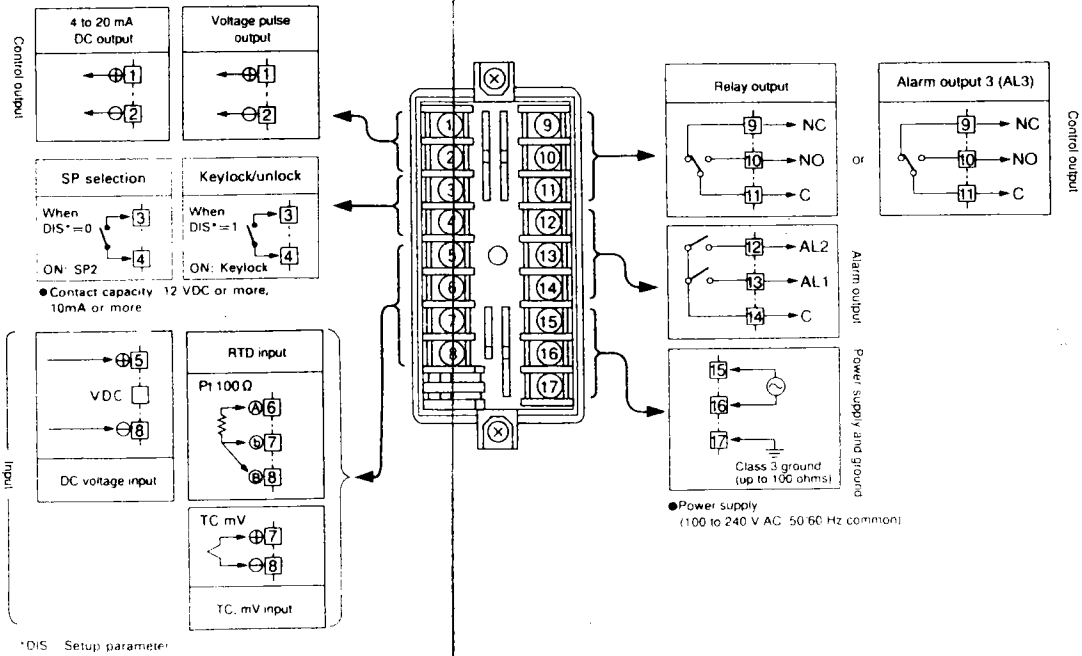 Control output
4 to 20 mA
DC output
⊕ 1
⊖ 2
Voltage pulse
output
⊕ 1
⊖ 2
SP selection
When
DIS*=0
3
4
ON: SP2
Keylock/unlock
When
DIS*=1
3
4
ON: Keylock
●Contact capacity 12 VDC or more,
10mA or more
Input
⊕ 5
VDC
⊖ 8
DC voltage input
RTD input
Pt 100 Ω
A 6
b 7
B 8
TC mV
⊕ 7
⊖ 8
TC, mV input
*DIS Setup parameter
1
2
3
4
5
6
7
8
9
10
11
12
13
14
15
16
17
Relay output
9 NC
10 NO
11 C
or
Alarm output 3 (AL3)
9 NC
10 NO
11 C
Control output
12 AL2
13 AL1
14 C
Alarm output
15
16
17
Class 3 ground
(up to 100 ohms)
Power supply and ground
●Power supply
(100 to 240 V AC 50/60 Hz common)